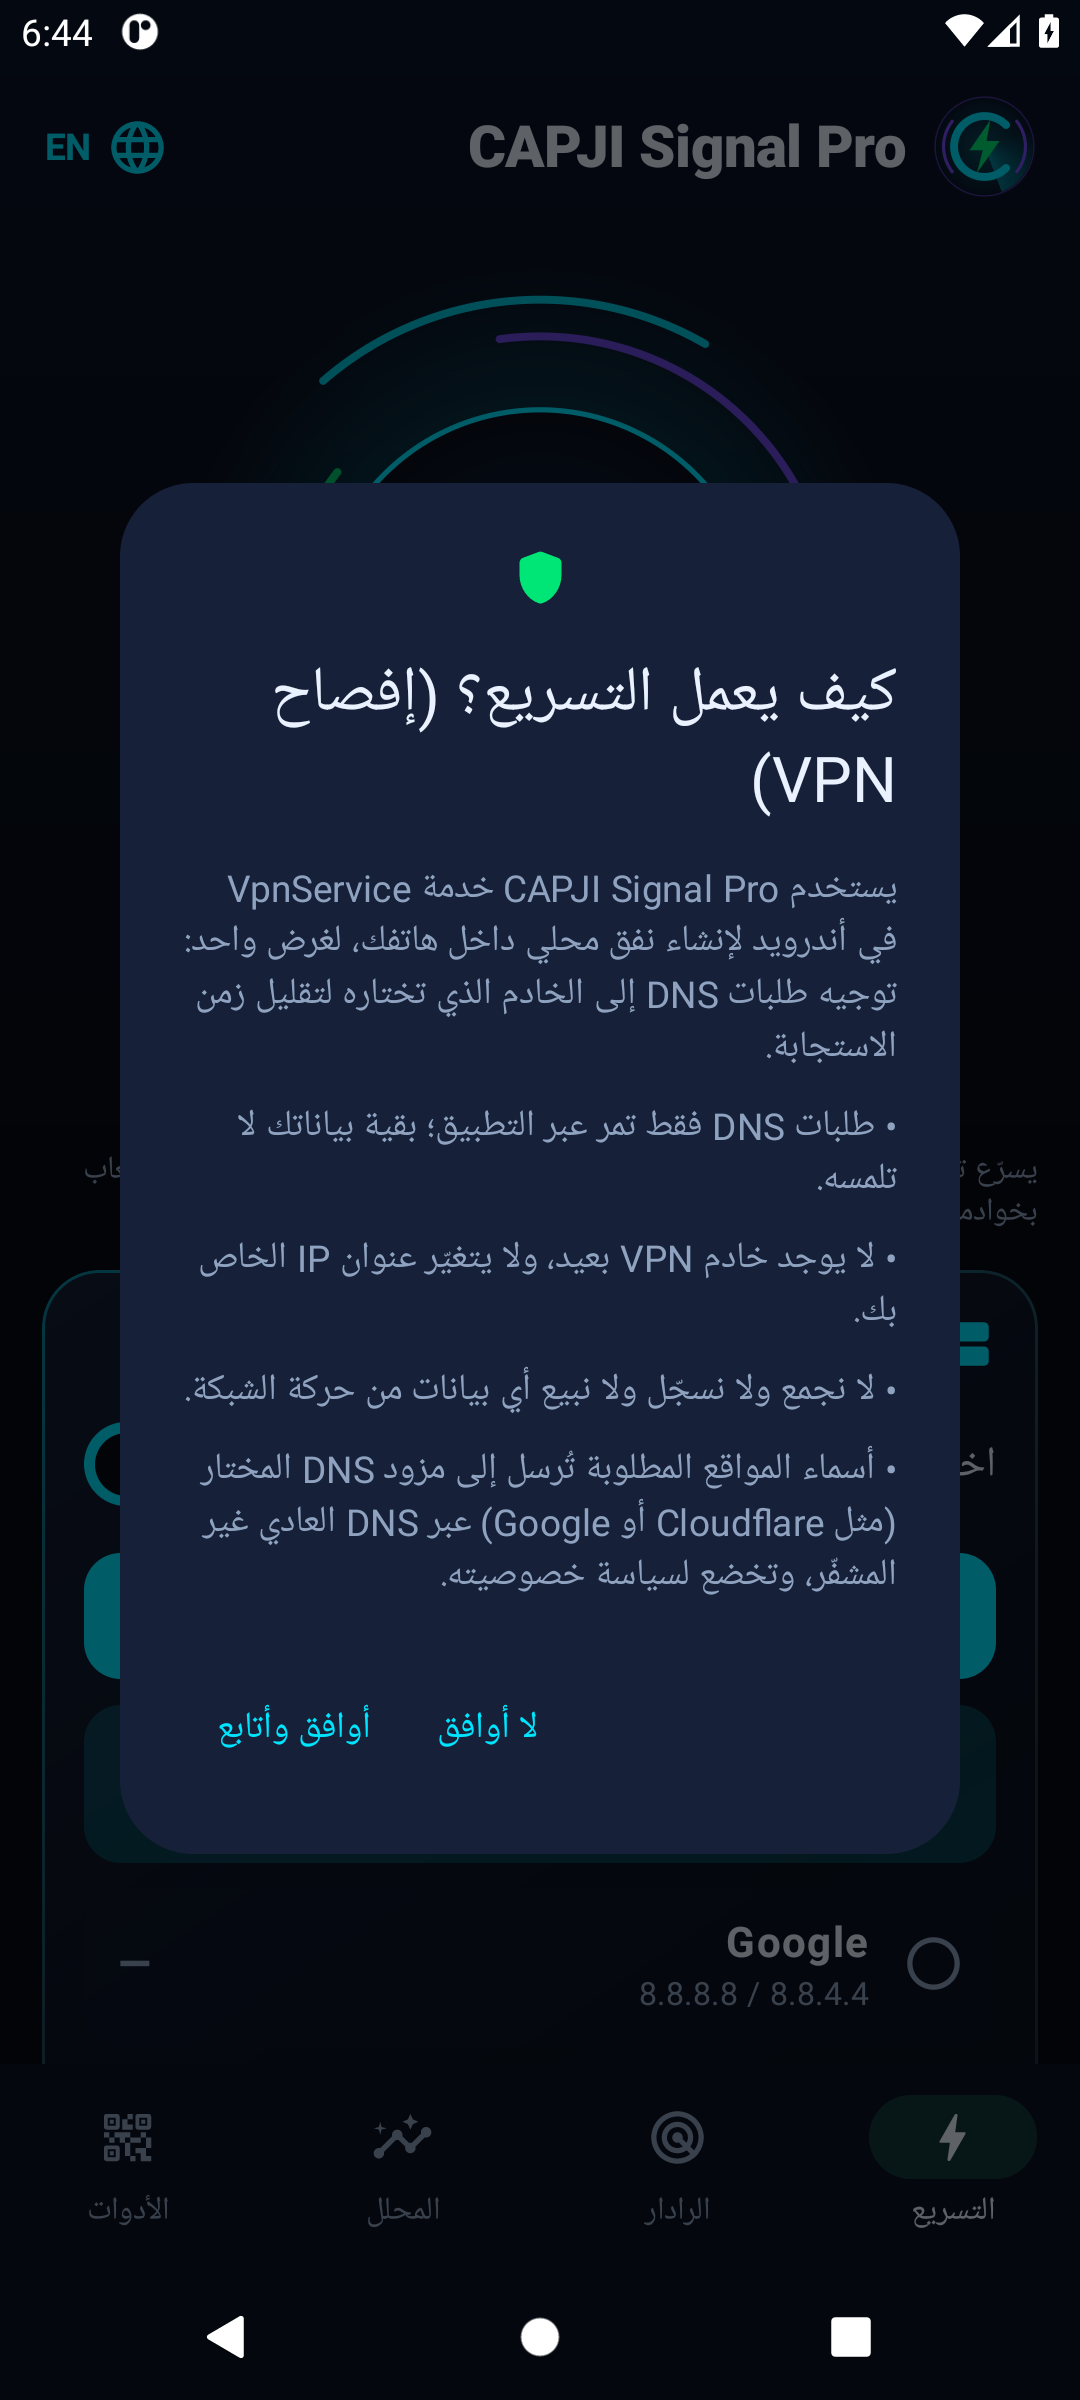 6:44
CAPJI Signal Pro
EN
كيف يعمل التسريع؟ (إفصاح
VPN)
يستخدم CAPJI Signal Pro خدمة VpnService
في أندرويد لإنشاء نفق محلي داخل هاتفك، لغرض واحد:
توجيه طلبات DNS إلى الخادم الذي تختاره لتقليل زمن
الاستجابة.
• طلبات DNS فقط تمر عبر التطبيق؛ بقية بياناتك لا
تلمسه.
• لا يوجد خادم VPN بعيد، ولا يتغيّر عنوان IP الخاص
بك.
• لا نجمع ولا نسجّل ولا نبيع أي بيانات من حركة الشبكة.
• أسماء المواقع المطلوبة تُرسل إلى مزود DNS المختار
(مثل Cloudflare أو Google) عبر DNS العادي غير
المشفّر، وتخضع لسياسة خصوصيته.
لا أوافق
أوافق وأتابع
يسرّع
Google
8.8.8.8 / 8.8.4.4
التسريع
الرادار
المحلل
الأدوات